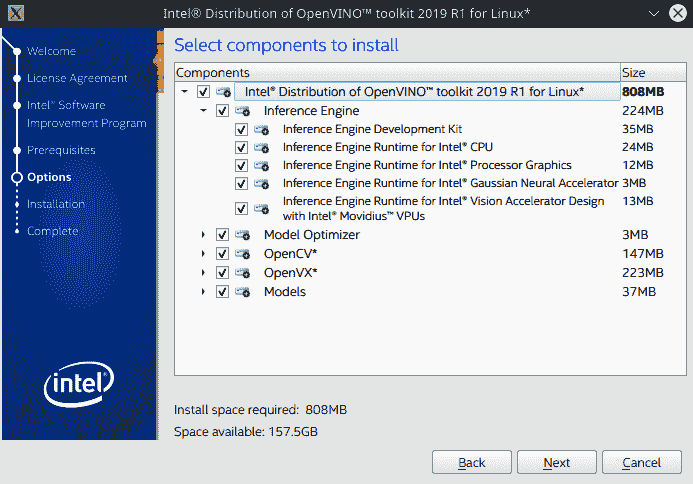 Intel® Distribution of OpenVINO™ toolkit 2019 R1 for Linux*
Welcome
License Agreement
Intel® Software
Improvement Program
Prerequisites
Options
Installation
Complete
intel
Select components to install
Components Size
Intel® Distribution of OpenVINO™ toolkit 2019 R1 for Linux* 808MB
Inference Engine 224MB
Inference Engine Development Kit 35MB
Inference Engine Runtime for Intel® CPU 24MB
Inference Engine Runtime for Intel® Processor Graphics 12MB
Inference Engine Runtime for Intel® Gaussian Neural Accelerator 3MB
Inference Engine Runtime for Intel® Vision Accelerator Design 13MB
with Intel® Movidius™ VPUs
Model Optimizer 3MB
OpenCV* 147MB
OpenVX* 223MB
Models 37MB
Install space required: 808MB
Space available: 157.5GB
Back Next Cancel